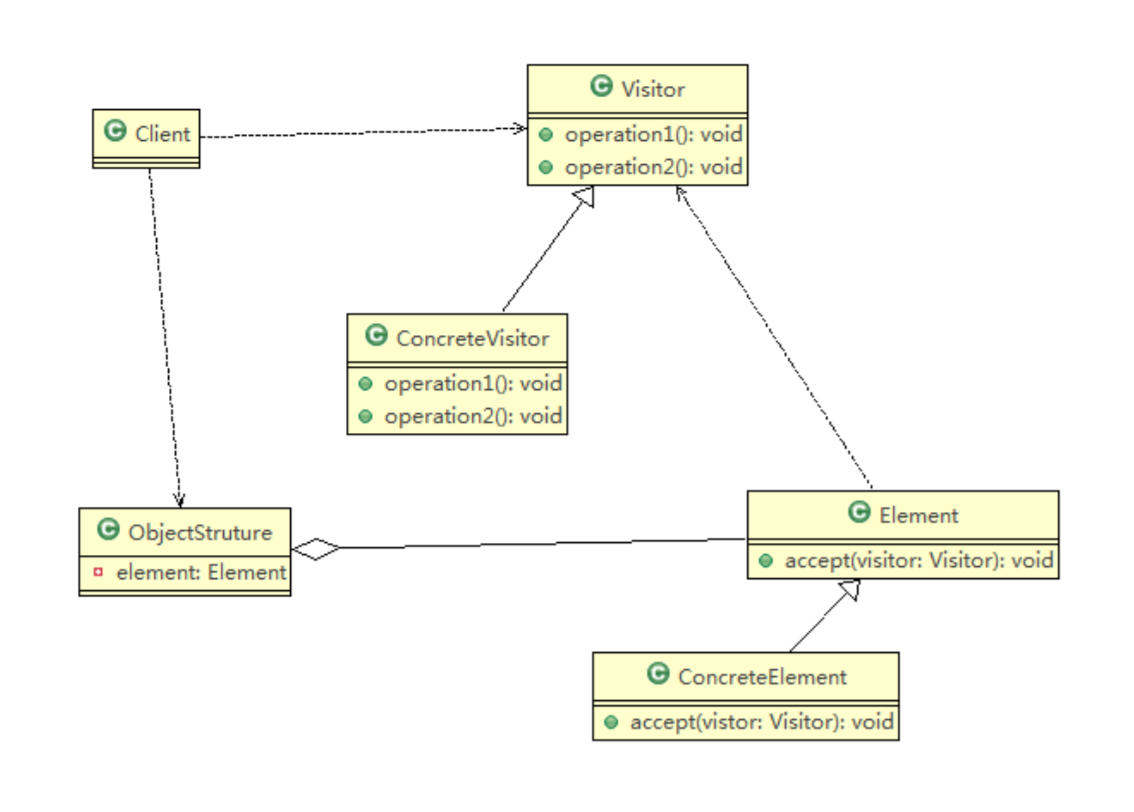 Visitor
operation1(): void
operation2(): void
Client
ConcreteVisitor
operation1(): void
operation2(): void
ObjectStruture
element: Element
Element
accept(visitor: Visitor): void
ConcreteElement
accept(vistor: Visitor): void